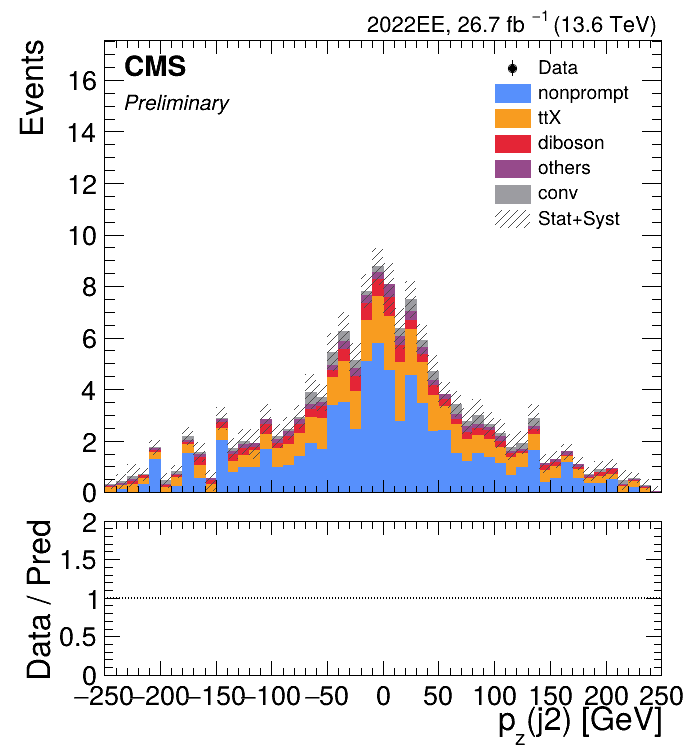 2022EE, 26.7 fb⁻¹ (13.6 TeV)
Events
CMS
Preliminary
Data
nonprompt
ttX
diboson
others
conv
Stat+Syst
16
14
12
10
8
6
4
2
0
Data / Pred
2
1.5
1
0.5
0
−250 −200 −150 −100 −50 0 50 100 150 200 250
p_z(j2) [GeV]